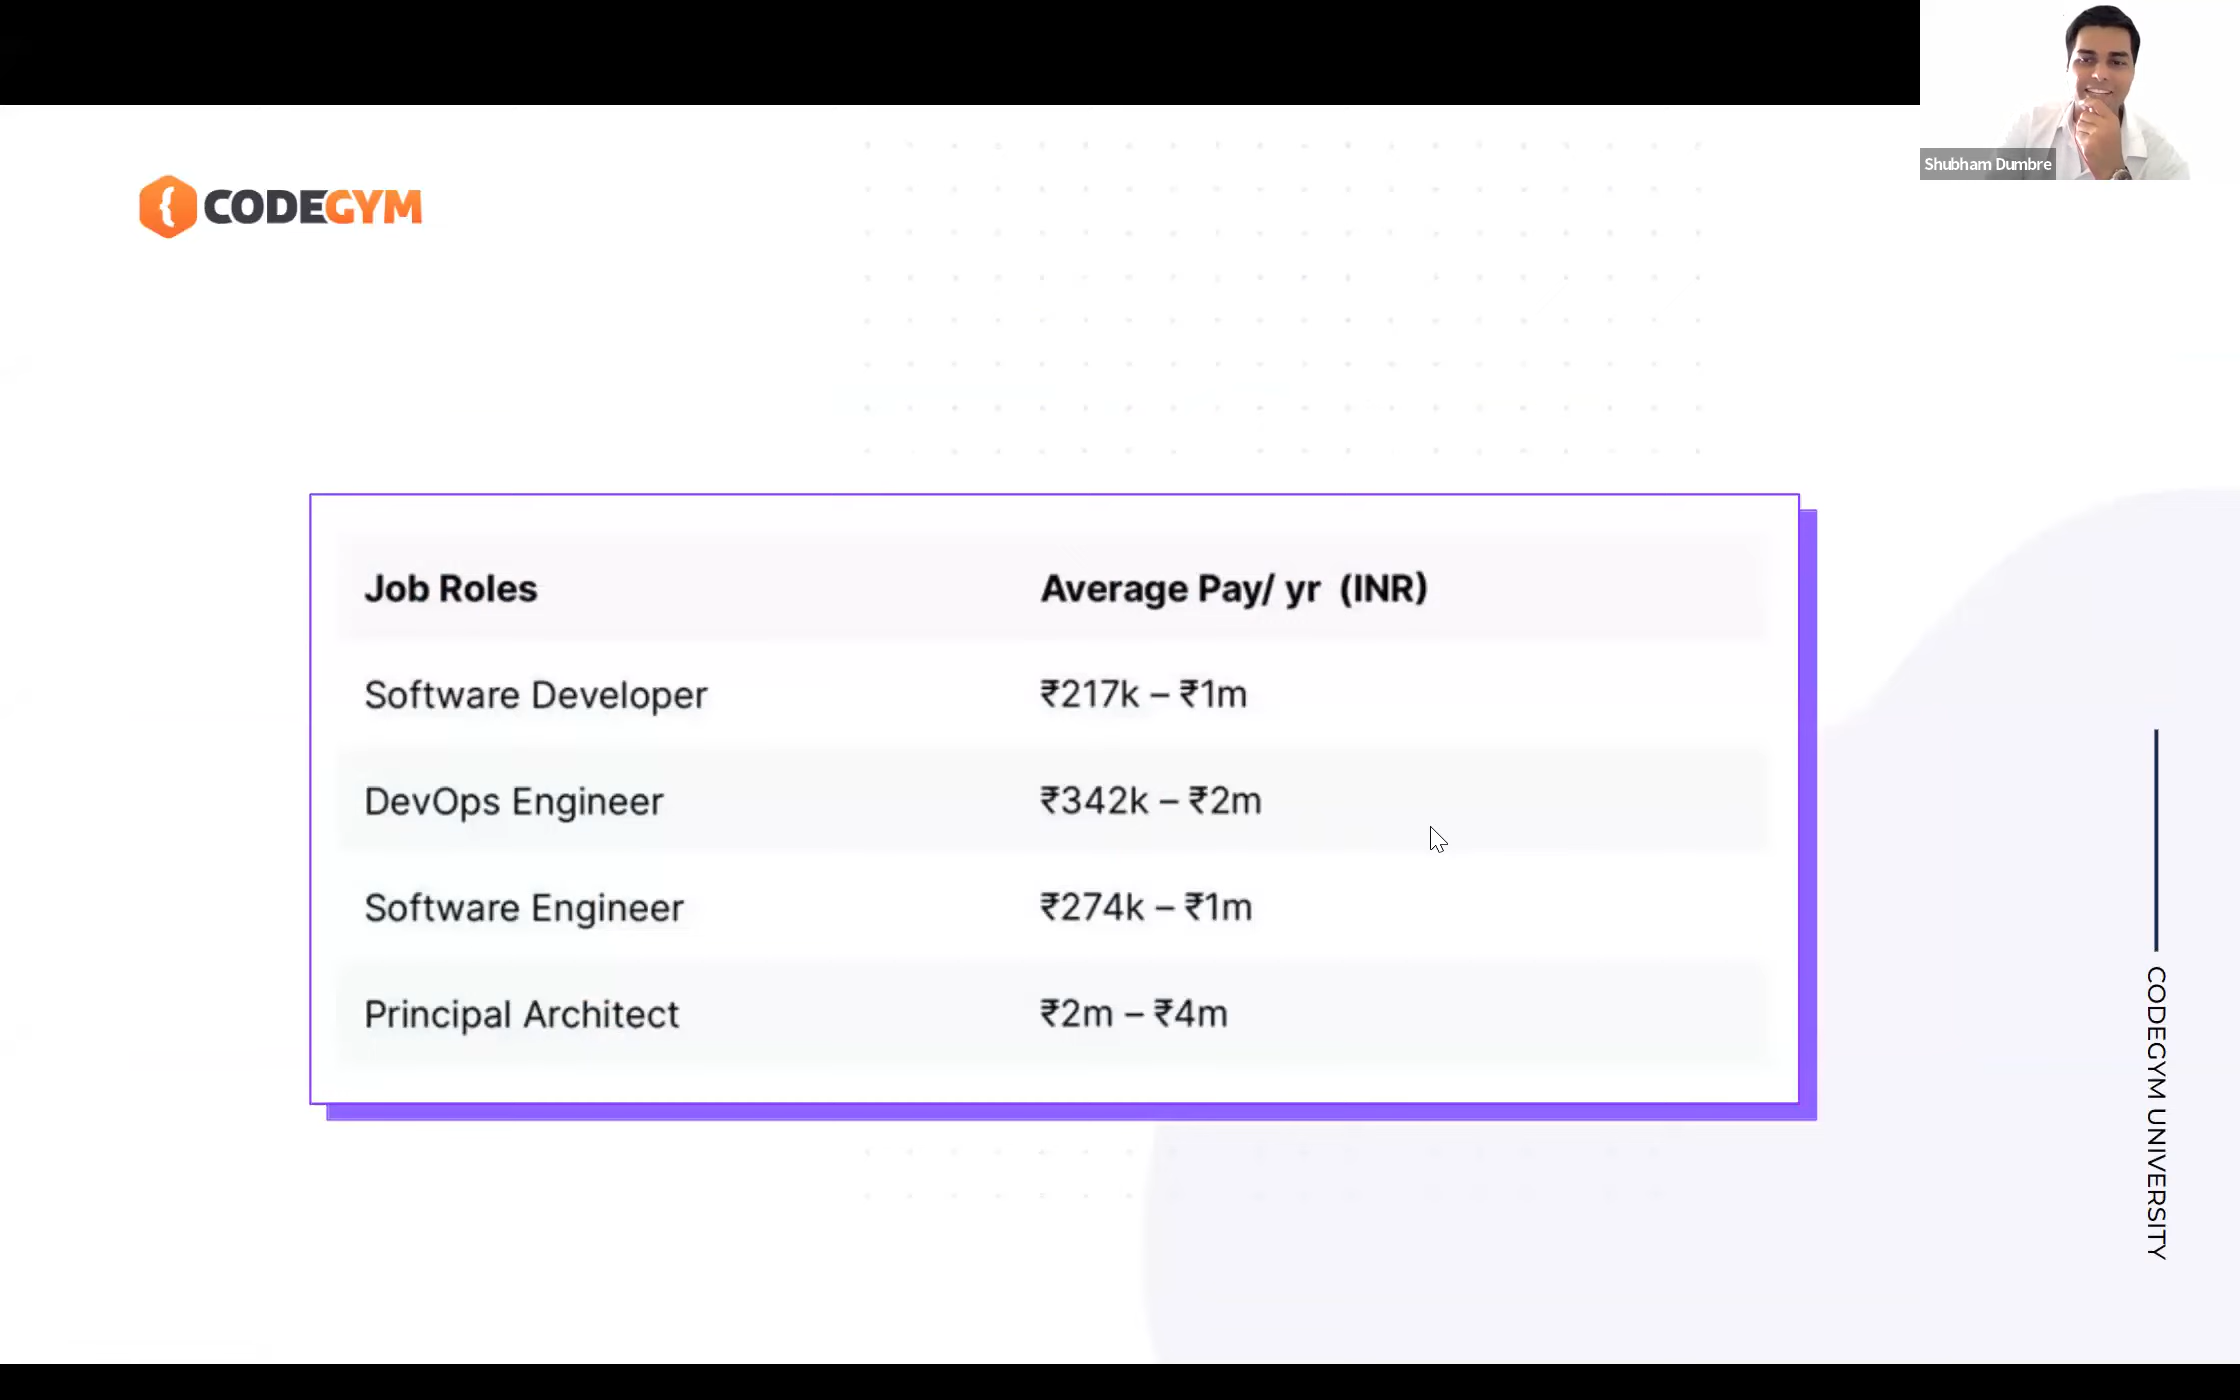 Shubham Dumbre
CODEGYM
Job Roles Average Pay/ yr (INR)
Software Developer ₹217k – ₹1m
DevOps Engineer ₹342k – ₹2m
Software Engineer ₹274k – ₹1m
Principal Architect ₹2m – ₹4m
CODEGYM UNIVERSITY